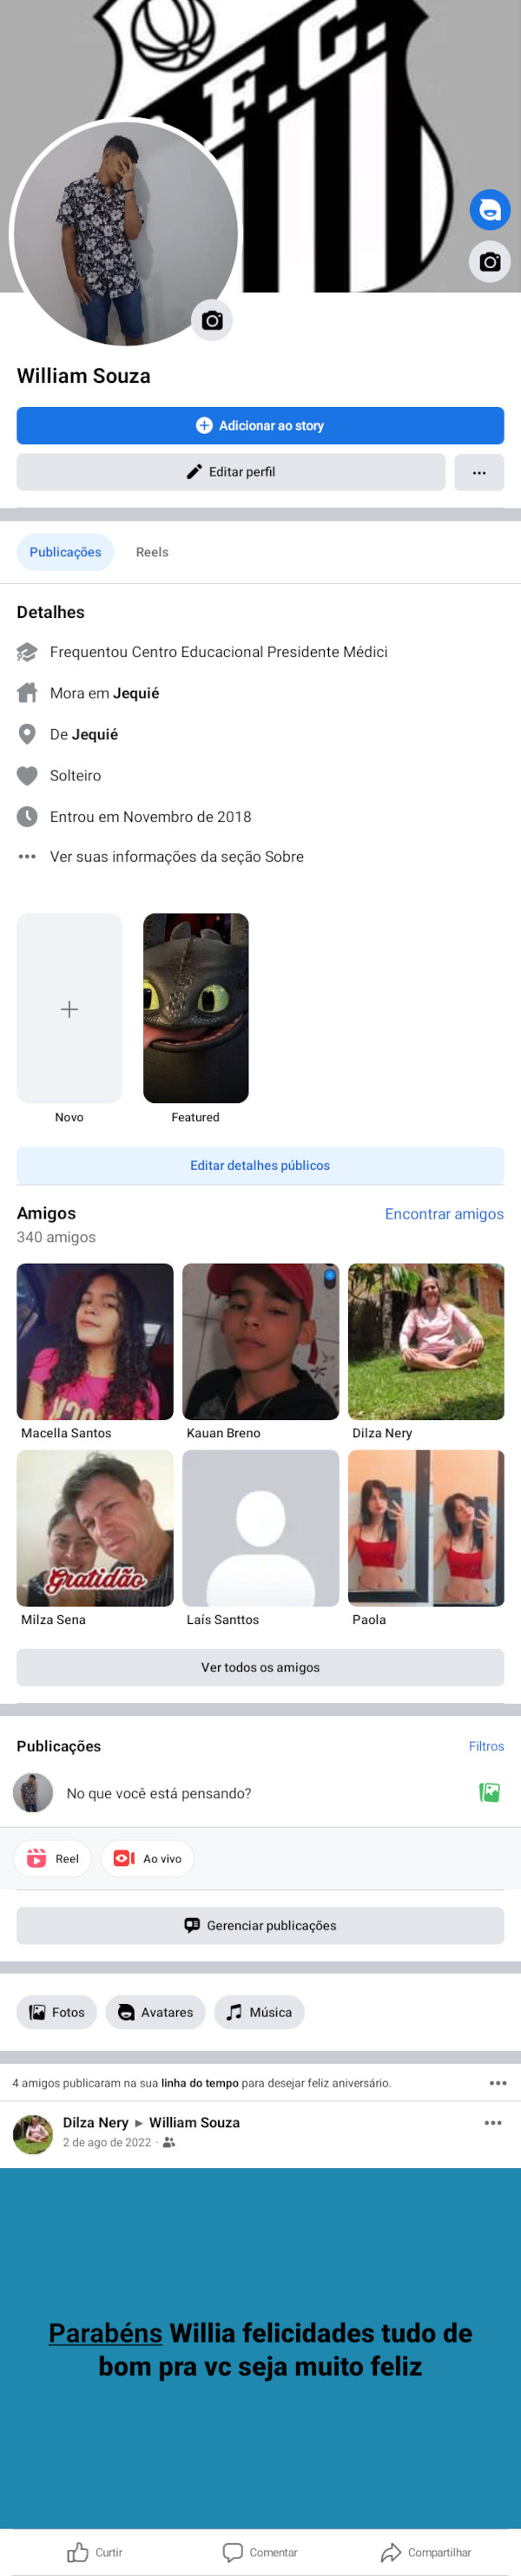 F.C.
William Souza
Adicionar ao story
Editar perfil
Publicações Reels
Detalhes
Frequentou Centro Educacional Presidente Médici
Mora em Jequié
De Jequié
Solteiro
Entrou em Novembro de 2018
Ver suas informações da seção Sobre
Novo Featured
Editar detalhes públicos
Amigos Encontrar amigos
340 amigos
Macella Santos Kauan Breno Dilza Nery
Gratidão
Milza Sena Laís Santtos Paola
Ver todos os amigos
Publicações Filtros
No que você está pensando?
Reel Ao vivo
Gerenciar publicações
Fotos Avatares Música
4 amigos publicaram na sua linha do tempo para desejar feliz aniversário.
Dilza Nery ▸ William Souza
2 de ago de 2022 ·
Parabéns Willia felicidades tudo de
bom pra vc seja muito feliz
Curtir Comentar Compartilhar